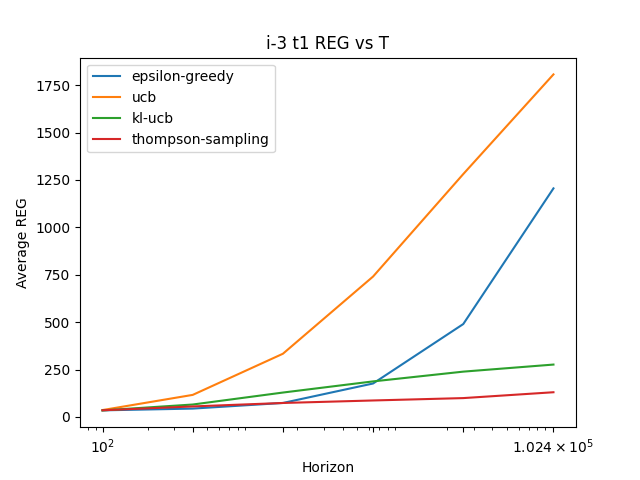 i-3 t1 REG vs T
epsilon-greedy
ucb
kl-ucb
thompson-sampling
Average REG
1750
1500
1250
1000
750
500
250
0
10²
1.024 × 10⁵
Horizon